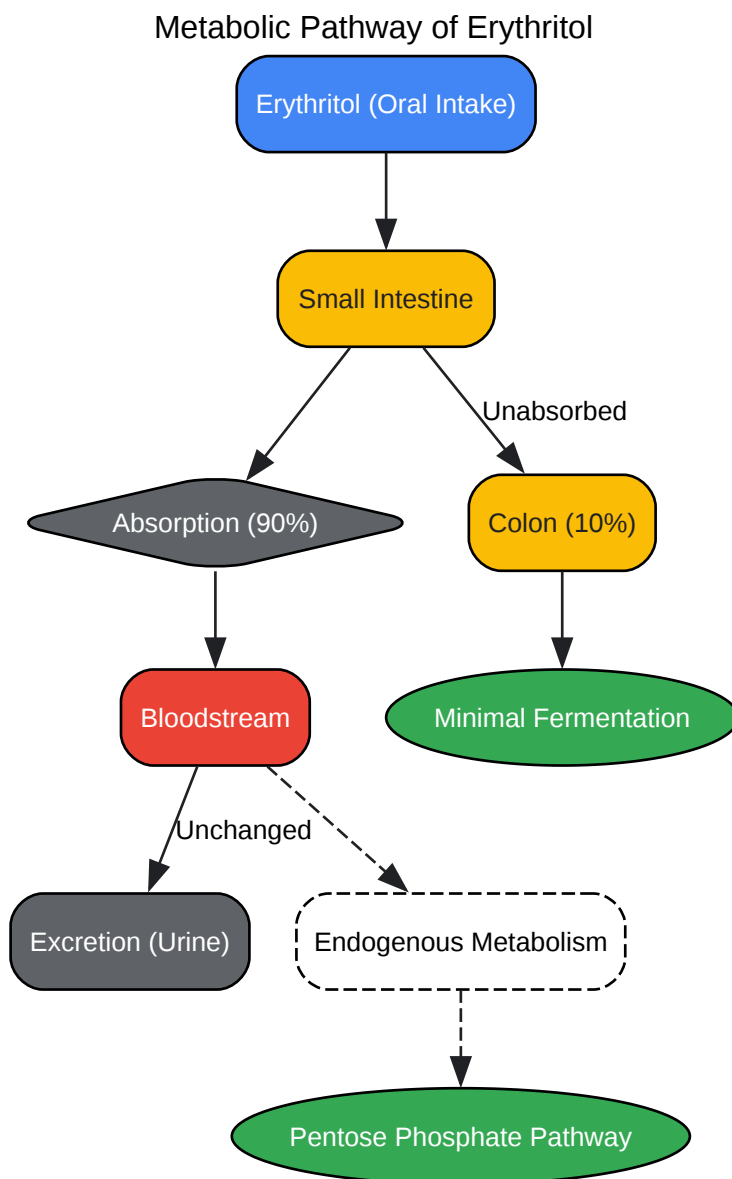 Metabolic Pathway of Erythritol
Erythritol (Oral Intake)
Small Intestine
Unabsorbed
Absorption (90%)
Colon (10%)
Bloodstream
Minimal Fermentation
Unchanged
Excretion (Urine)
Endogenous Metabolism
Pentose Phosphate Pathway